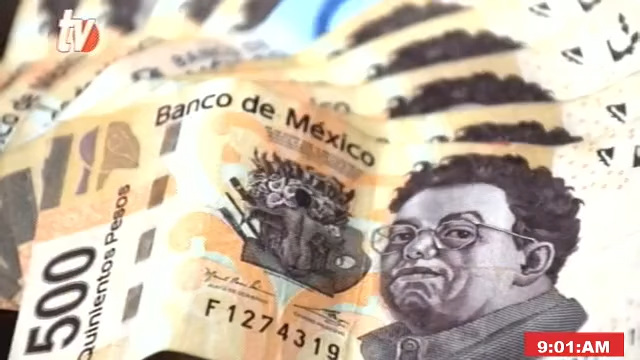 tv
Banco de México
500
Quinientos Pesos
F1274319
9:01:AM